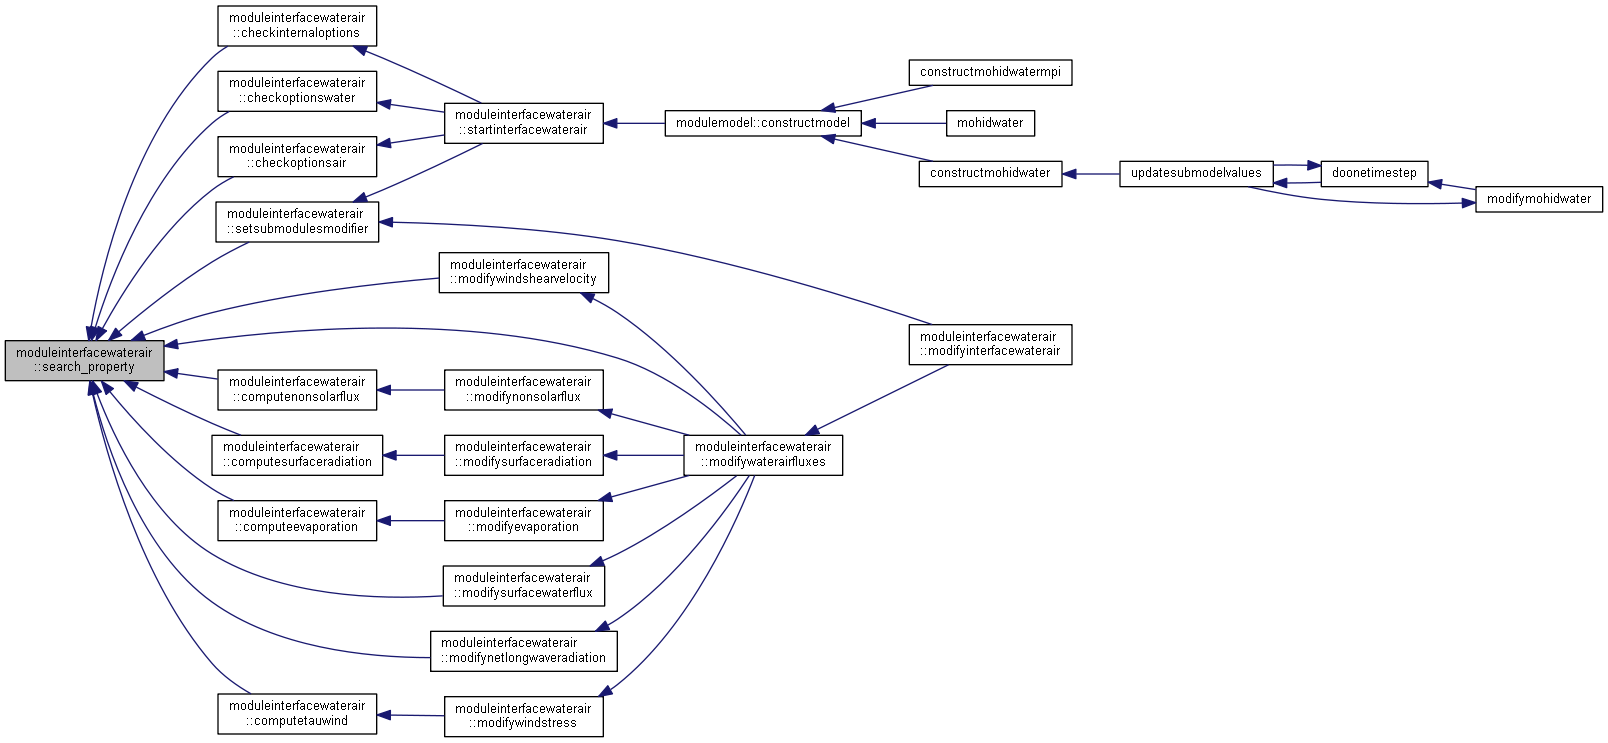 moduleinterfacewaterair
::checkinternaloptions
moduleinterfacewaterair
::checkoptionswater
moduleinterfacewaterair
::checkoptionsair
moduleinterfacewaterair
::setsubmodulesmodifier
moduleinterfacewaterair
::startinterfacewaterair
modulemodel::constructmodel
constructmohidwatermpi
mohidwater
constructmohidwater
updatesubmodelvalues
doonetimestep
modifymohidwater
moduleinterfacewaterair
::modifywindshearvelocity
moduleinterfacewaterair
::modifyinterfacewaterair
moduleinterfacewaterair
::search_property
moduleinterfacewaterair
::computenonsolarflux
moduleinterfacewaterair
::modifynonsolarflux
moduleinterfacewaterair
::computesurfaceradiation
moduleinterfacewaterair
::modifysurfaceradiation
moduleinterfacewaterair
::modifywaterairfluxes
moduleinterfacewaterair
::computeevaporation
moduleinterfacewaterair
::modifyevaporation
moduleinterfacewaterair
::modifysurfacewaterflux
moduleinterfacewaterair
::modifynetlongwaveradiation
moduleinterfacewaterair
::computetauwind
moduleinterfacewaterair
::modifywindstress